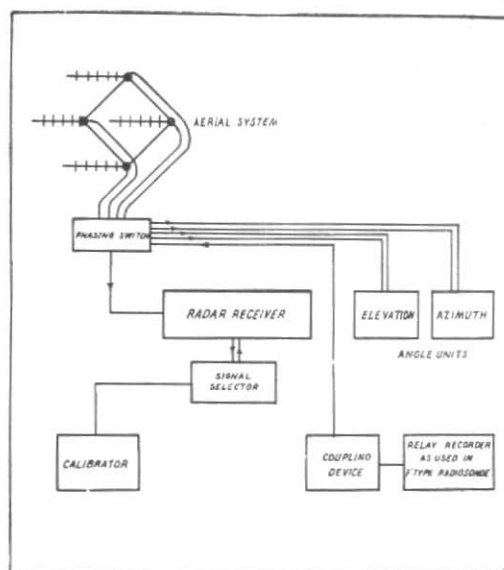 AERIAL SYSTEM
PHASING SWITCH
RADAR RECEIVER
ELEVATION
AZIMUTH
ANGLE UNITS
SIGNAL
SELECTOR
CALIBRATOR
COUPLING
DEVICE
RELAY RECORDER
AS USED IN
F TYPE RADIOSONDE